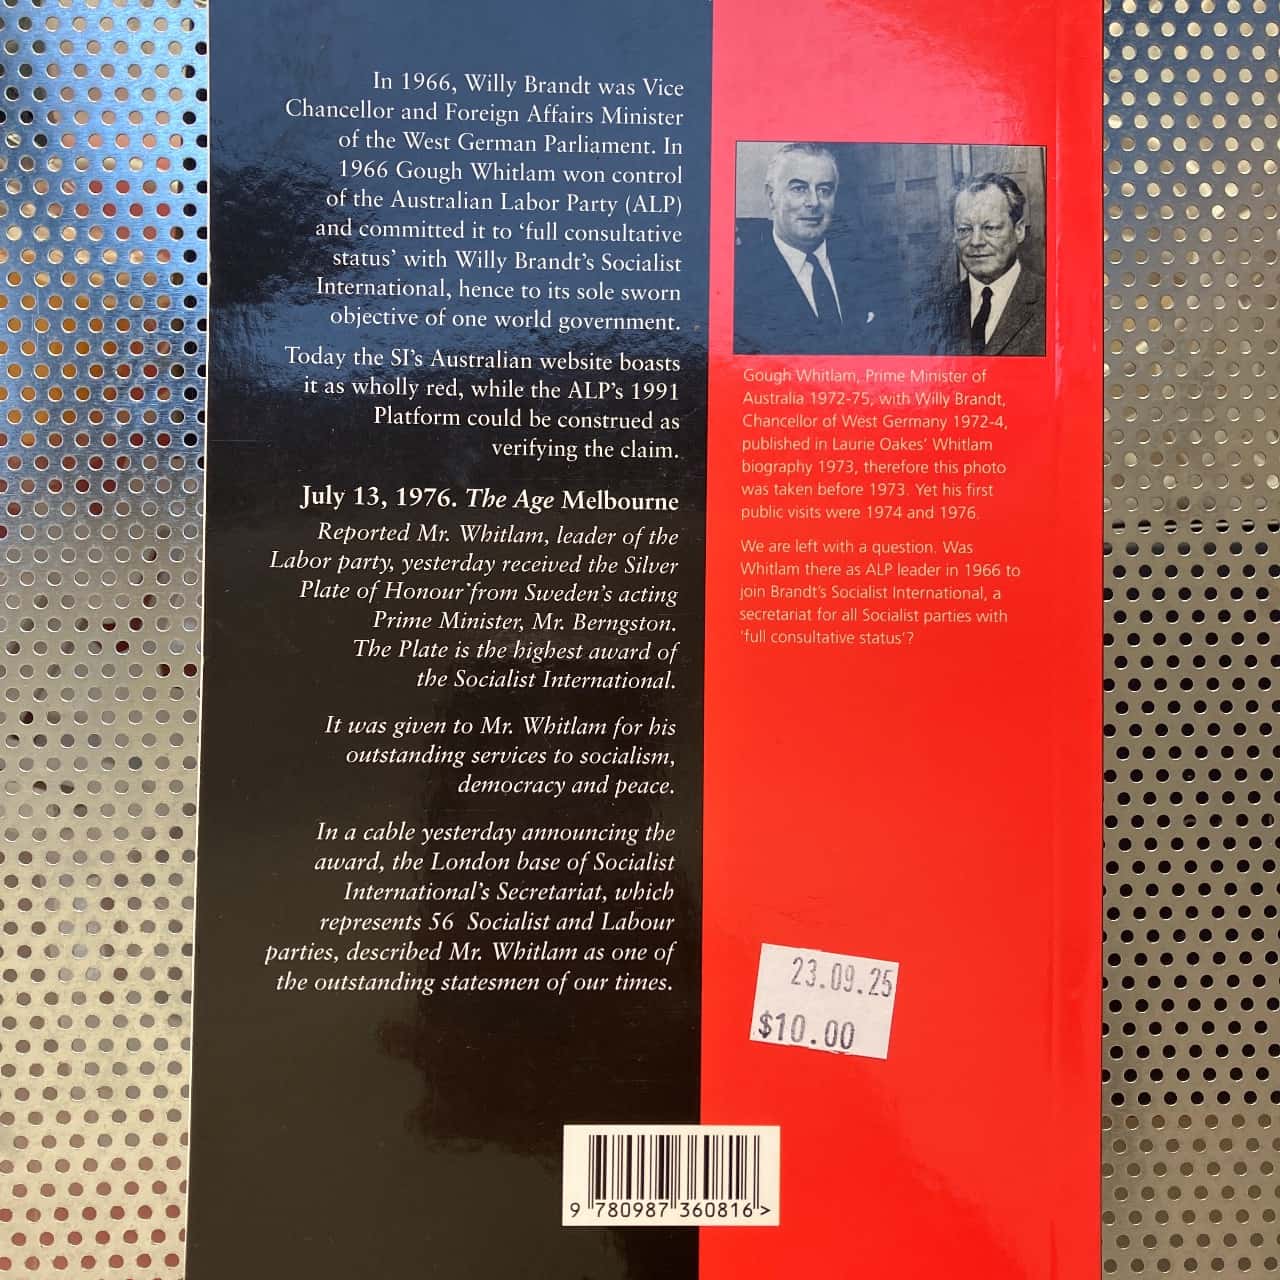 In 1966, Willy Brandt was Vice
Chancellor and Foreign Affairs Minister
of the West German Parliament. In
1966 Gough Whitlam won control
of the Australian Labor Party (ALP)
and committed it to ‘full consultative
status’ with Willy Brandt’s Socialist
International, hence to its sole sworn
objective of one world government.
Today the SI’s Australian website boasts
it as wholly red, while the ALP’s 1991
Platform could be construed as
verifying the claim.
July 13, 1976. The Age Melbourne
Reported Mr. Whitlam, leader of the
Labor party, yesterday received the Silver
Plate of Honour from Sweden’s acting
Prime Minister, Mr. Berngston.
The Plate is the highest award of
the Socialist International.
It was given to Mr. Whitlam for his
outstanding services to socialism,
democracy and peace.
In a cable yesterday announcing the
award, the London base of Socialist
International’s Secretariat, which
represents 56 Socialist and Labour
parties, described Mr. Whitlam as one of
the outstanding statesmen of our times.
Gough Whitlam, Prime Minister of
Australia 1972-75, with Willy Brandt,
Chancellor of West Germany 1972-4,
published in Laurie Oakes’ Whitlam
biography 1973, therefore this photo
was taken before 1973. Yet his first
public visits were 1974 and 1976.
We are left with a question. Was
Whitlam there as ALP leader in 1966 to
join Brandt’s Socialist International, a
secretariat for all Socialist parties with
‘full consultative status’?
23.09.25
$10.00
9 780987 360816 >